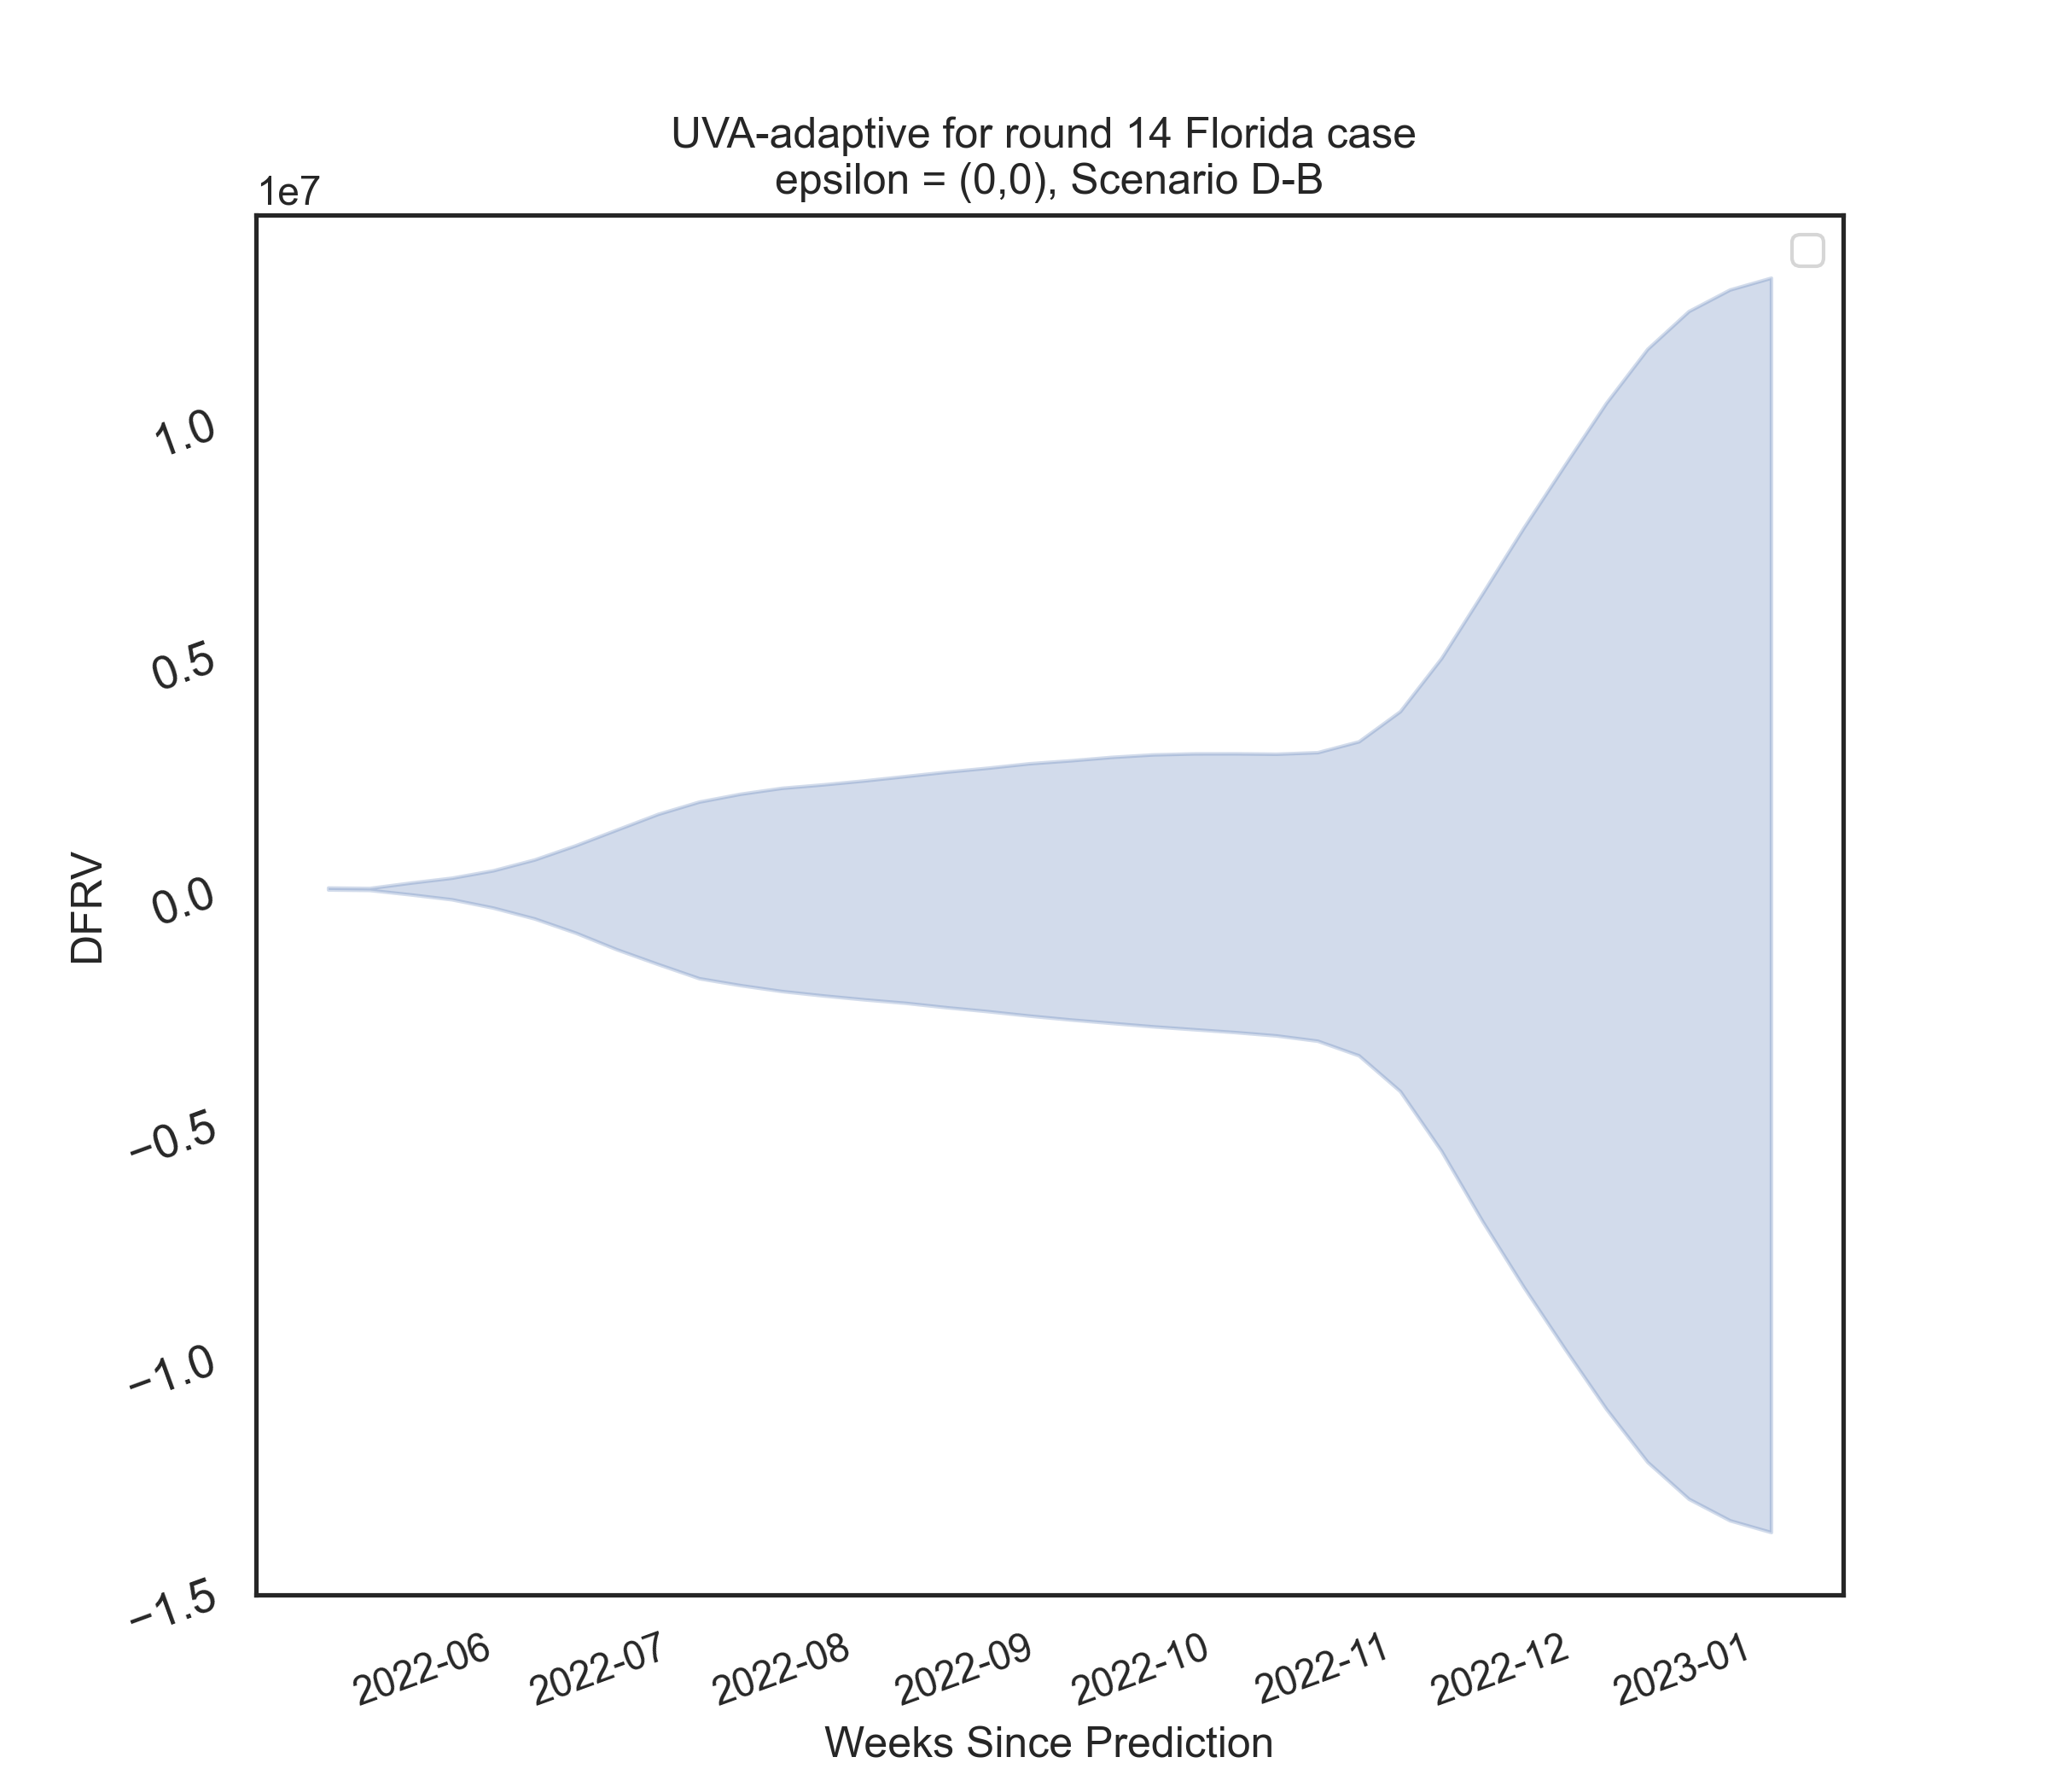 UVA-adaptive for round 14 Florida case
epsilon = (0,0), Scenario D-B
1e7
1.0
0.5
0.0
−0.5
−1.0
−1.5
DFRV
2022-06
2022-07
2022-08
2022-09
2022-10
2022-11
2022-12
2023-01
Weeks Since Prediction